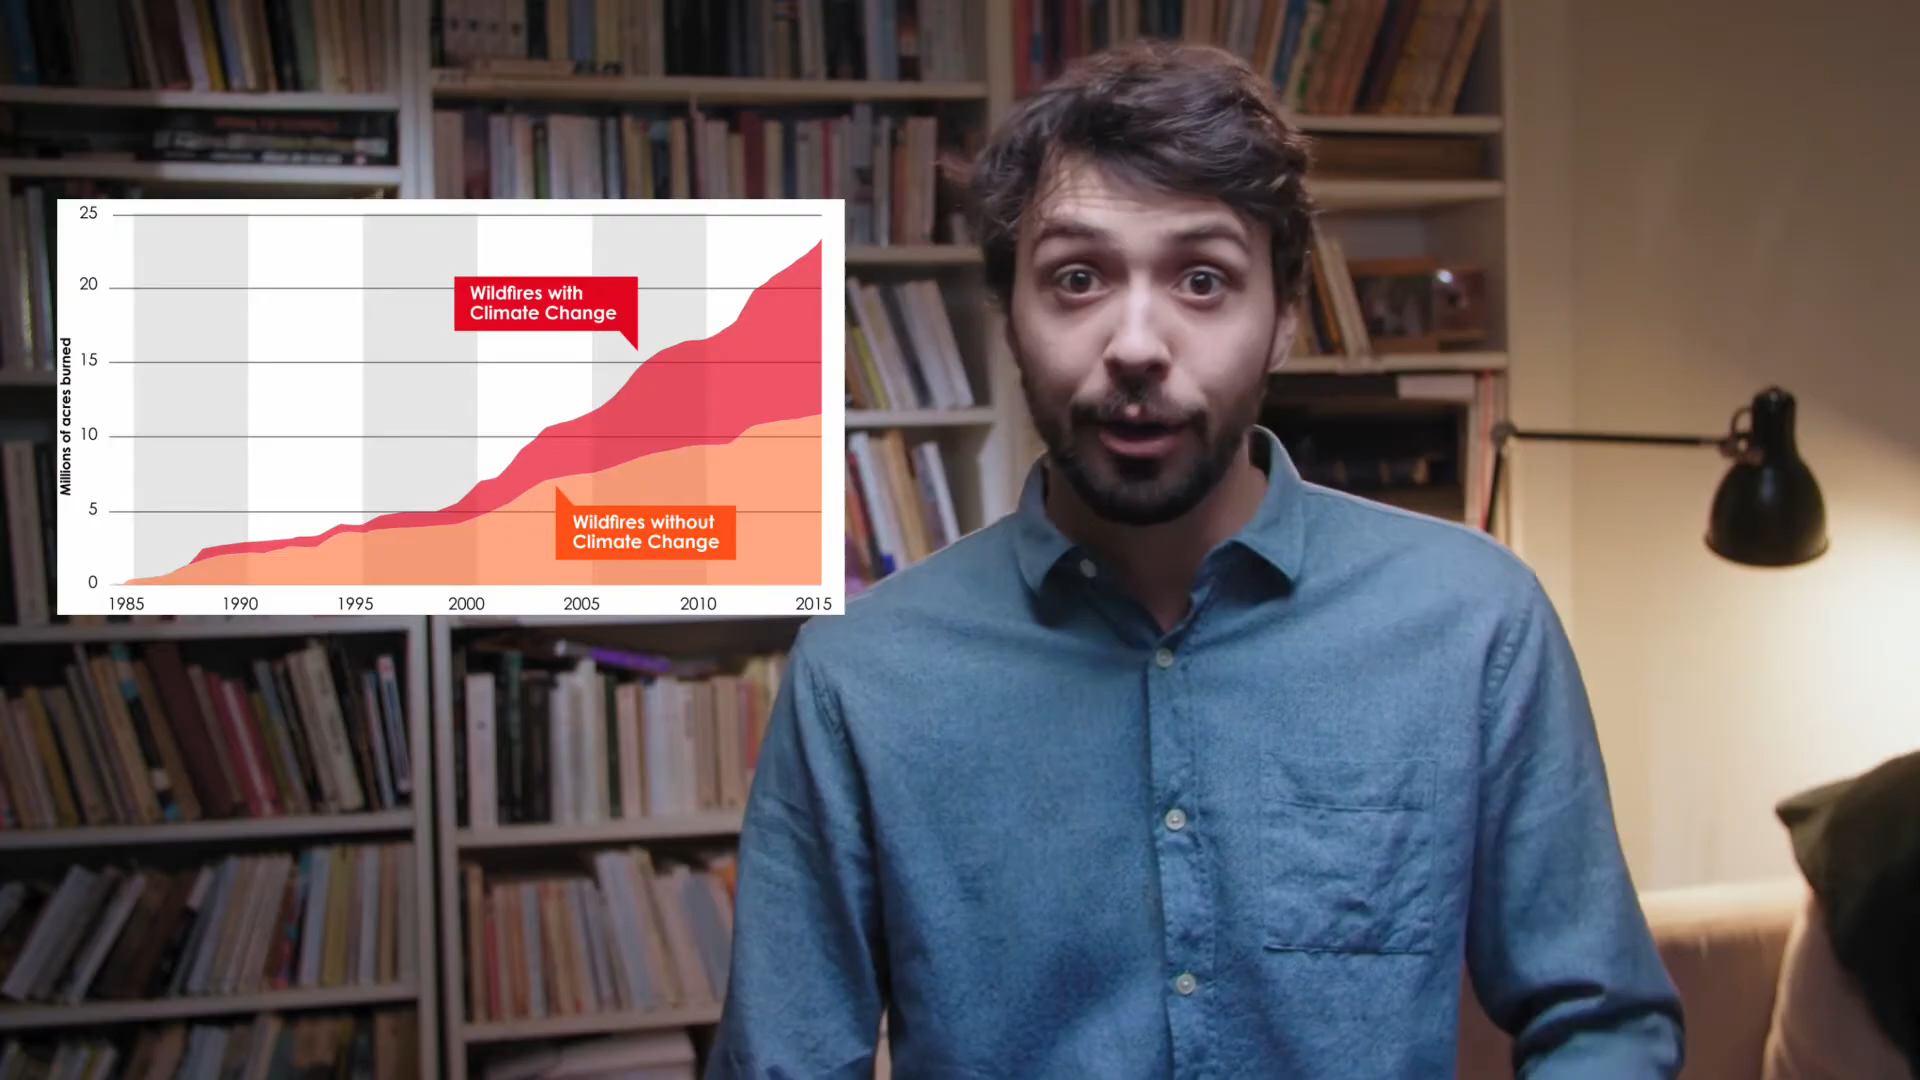 25
20
15
10
5
0
Millions of acres burned
Wildfires with
Climate Change
Wildfires without
Climate Change
1985 1990 1995 2000 2005 2010 2015